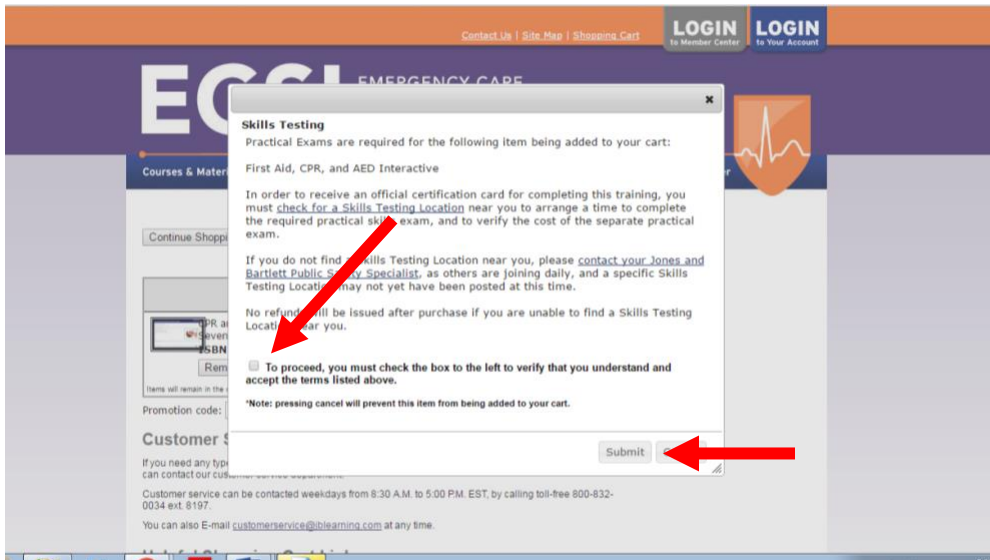 Contact Us | Site Map | Shopping Cart
LOGIN
to Member Center
LOGIN
to Your Account
EMERGENCY CARE
Courses & Mater
Skills Testing
Practical Exams are required for the following item being added to your cart:
First Aid, CPR, and AED Interactive
In order to receive an official certification card for completing this training, you
must check for a Skills Testing Location near you to arrange a time to complete
the required practical skills exam, and to verify the cost of the separate practical
exam.
If you do not find a Skills Testing Location near you, please contact your Jones and
Bartlett Public Safety Specialist, as others are joining daily, and a specific Skills
Testing Location may not yet have been posted at this time.
No refunds will be issued after purchase if you are unable to find a Skills Testing
Location near you.
To proceed, you must check the box to the left to verify that you understand and
accept the terms listed above.
*Note: pressing cancel will prevent this item from being added to your cart.
Submit
Continue Shoppi
CPR a
Seven
ISBN
Rem
Items will remain in the
Promotion code:
Customer S
If you need any typ
can contact our customer service department.
Customer service can be contacted weekdays from 8:30 A.M. to 5:00 P.M. EST, by calling toll-free 800-832-
0034 ext. 8197.
You can also E-mail customerservice@jblearning.com at any time.